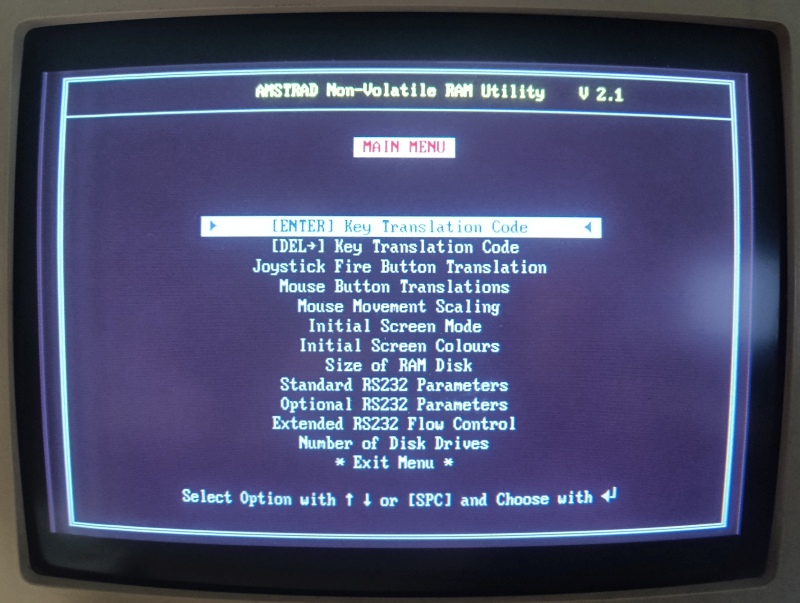 AMSTRAD Non-Volatile RAM Utility V 2.1
MAIN MENU
[ENTER] Key Translation Code
[DEL→] Key Translation Code
Joystick Fire Button Translation
Mouse Button Translations
Mouse Movement Scaling
Initial Screen Mode
Initial Screen Colours
Size of RAM Disk
Standard RS232 Parameters
Optional RS232 Parameters
Extended RS232 Flow Control
Number of Disk Drives
* Exit Menu *
Select Option with ↑ ↓ or [SPC] and Choose with ↵